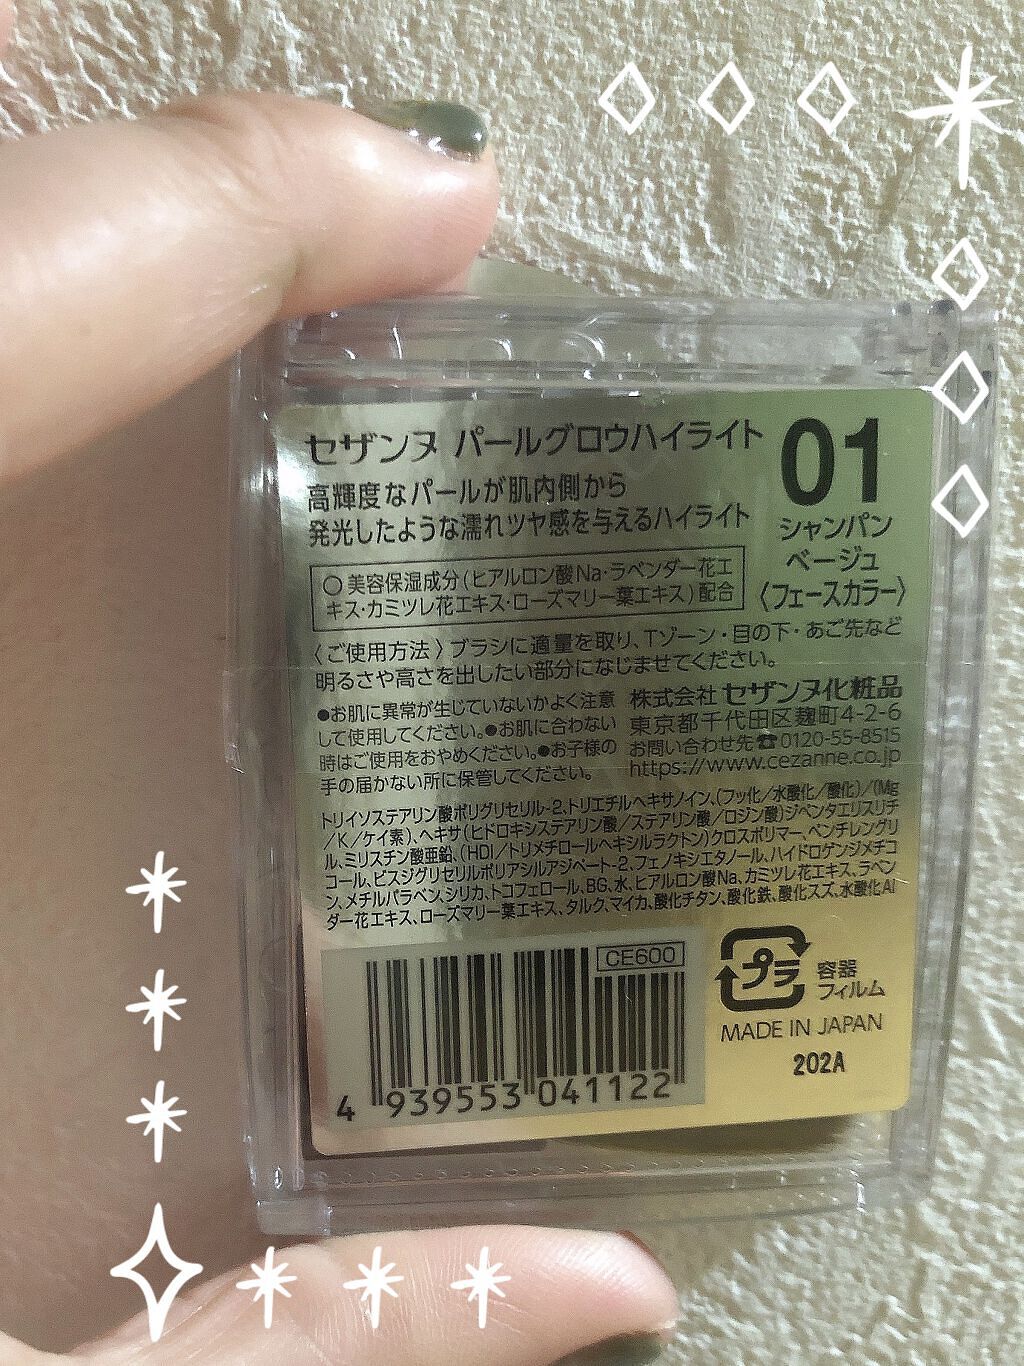 セザンヌ パールグロウハイライト
高輝度なパールが肌内側から
発光したような濡れツヤ感を与えるハイライト
01
シャンパン
ベージュ
〈フェースカラー〉
○美容保湿成分(ヒアルロン酸Na・ラベンダー花エ
キス・カミツレ花エキス・ローズマリー葉エキス)配合
〈ご使用方法〉ブラシに適量を取り、Tゾーン・目の下・あご先など
明るさや高さを出したい部分になじませてください。
●お肌に異常が生じていないかよく注意
して使用してください。●お肌に合わない
時はご使用をおやめください。●お子様の
手の届かない所に保管してください。
株式会社 セザンヌ化粧品
東京都千代田区麹町4-2-6
お問い合わせ先☎0120-55-8515
https://www.cezanne.co.jp
トリイソステアリン酸ポリグリセリル-2、トリエチルヘキサノイン、(フッ化/水酸化/酸化)/(Mg
/K/ケイ素)、ヘキサ(ヒドロキシステアリン酸/ステアリン酸/ロジン酸)ジペンタエリスリチ
ル、ミリスチン酸亜鉛、(HDI/トリメチロールヘキシルラクトン)クロスポリマー、ペンチレングリ
コール、ビスジグリセリルポリアシルアジペート-2、フェノキシエタノール、ハイドロゲンジメチコ
ン、メチルパラベン、シリカ、トコフェロール、BG、水、ヒアルロン酸Na、カミツレ花エキス、ラベン
ダー花エキス、ローズマリー葉エキス、タルク、マイカ、酸化チタン、酸化鉄、酸化スズ、水酸化Al
CE600
4 939553 041122
プラ
容器
フィルム
MADE IN JAPAN
202A